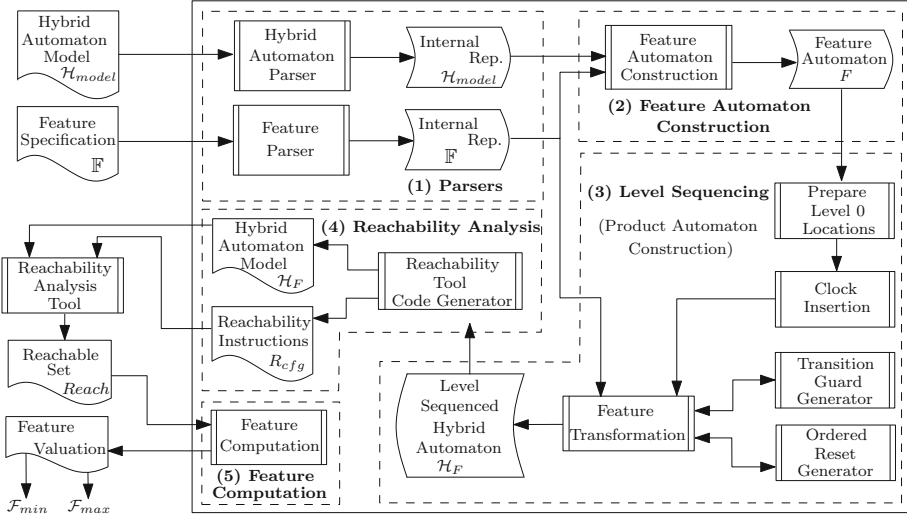 Hybrid
Automaton
Model
ℋmodel
Hybrid
Automaton
Parser
Internal
Rep.
ℋmodel
Feature
Automaton
Construction
Feature
Automaton
F
(2) Feature Automaton
Construction
Feature
Specification
𝔽
Feature
Parser
Internal
Rep.
𝔽
(1) Parsers
(3) Level Sequencing
(Product Automaton
Construction)
Prepare
Level 0
Locations
Clock
Insertion
Transition
Guard
Generator
Ordered
Reset
Generator
Feature
Transformation
Level
Sequenced
Hybrid
Automaton
ℋF
(4) Reachability Analysis
Hybrid
Automaton
Model
ℋF
Reachability
Tool
Code Generator
Reachability
Instructions
Rcfg
Reachability
Analysis
Tool
Reachable
Set
Reach
Feature
Computation
(5) Feature
Computation
Feature
Valuation
ℱmin
ℱmax